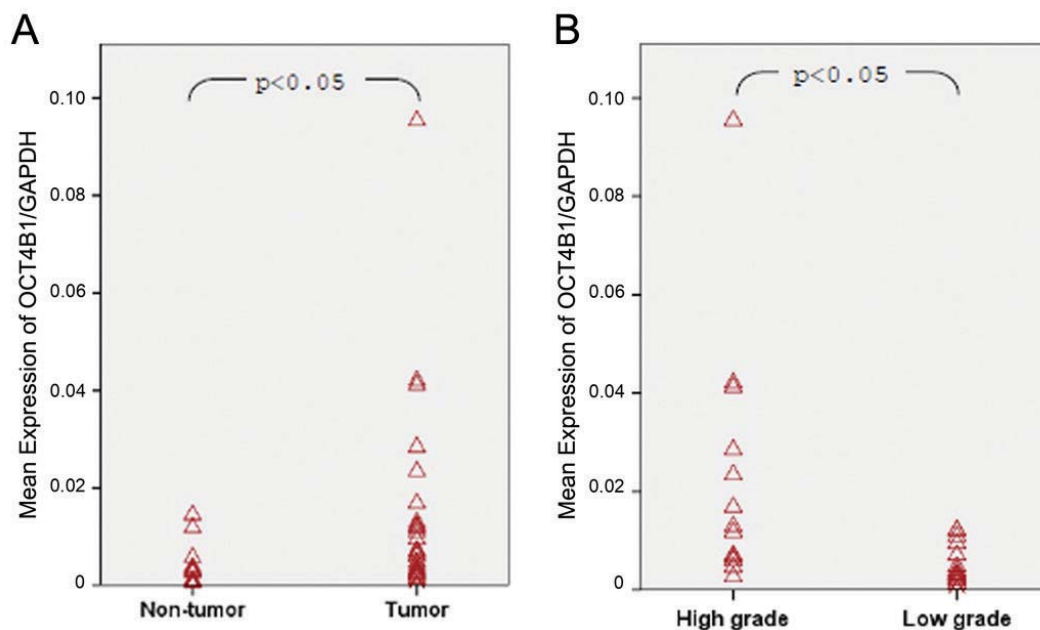 A
Mean Expression of OCT4B1/GAPDH
0.10
0.08
0.06
0.04
0.02
0
p<0.05
Non-tumor
Tumor
B
Mean Expression of OCT4B1/GAPDH
0.10
0.08
0.06
0.04
0.02
0
p<0.05
High grade
Low grade